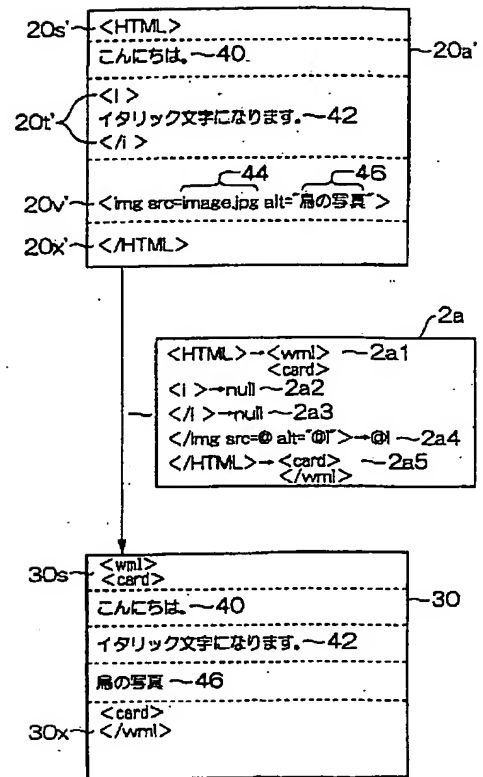 20s' <HTML>
こんにちは。~40
20a'
<i >
20t' イタリック文字になります。~42
</i >
44 46
20v' <img src=image.jpg alt="鳥の写真">
20x' </HTML>
2a
<HTML>→<wml> ~2a1
<card>
<i >→null ~2a2
</i >→null ~2a3
</img src=@ alt="@1">→@1 ~2a4
</HTML>→<card> ~2a5
</wml>
30s <wml>
<card>
こんにちは。~40
30
イタリック文字になります。~42
鳥の写真 ~46
<card>
30x </wml>